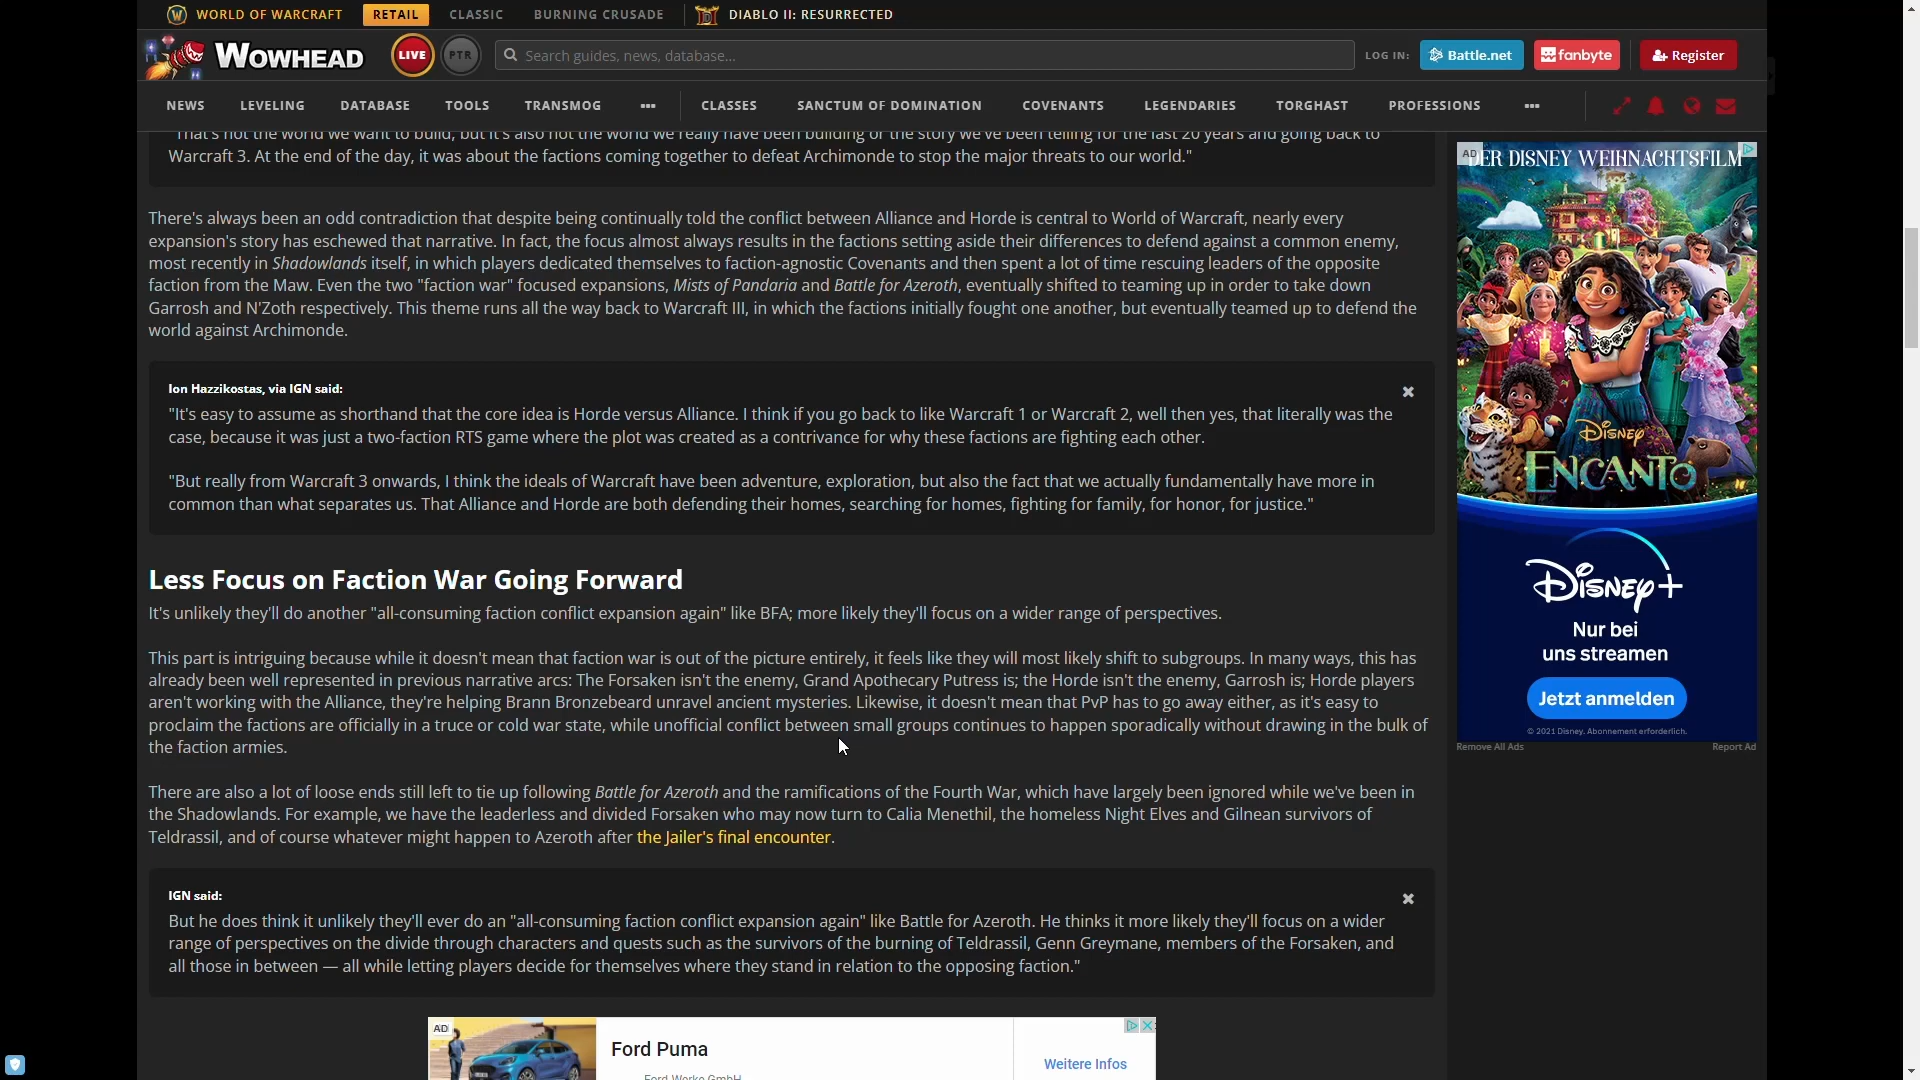 WORLD OF WARCRAFT
RETAIL
CLASSIC
BURNING CRUSADE
DIABLO II: RESURRECTED
WOWHEAD
LIVE
PTR
Search guides, news, database...
LOG IN:
Battle.net
fanbyte
Register
NEWS
LEVELING
DATABASE
TOOLS
TRANSMOG
•••
CLASSES
SANCTUM OF DOMINATION
COVENANTS
LEGENDARIES
TORGHAST
PROFESSIONS
•••
"That's not the world we want to build, but it's also not the world we really have been building or the story we've been telling for the last 20 years and going back to
Warcraft 3. At the end of the day, it was about the factions coming together to defeat Archimonde to stop the major threats to our world."
There's always been an odd contradiction that despite being continually told the conflict between Alliance and Horde is central to World of Warcraft, nearly every
expansion's story has eschewed that narrative. In fact, the focus almost always results in the factions setting aside their differences to defend against a common enemy,
most recently in Shadowlands itself, in which players dedicated themselves to faction-agnostic Covenants and then spent a lot of time rescuing leaders of the opposite
faction from the Maw. Even the two "faction war" focused expansions, Mists of Pandaria and Battle for Azeroth, eventually shifted to teaming up in order to take down
Garrosh and N'Zoth respectively. This theme runs all the way back to Warcraft III, in which the factions initially fought one another, but eventually teamed up to defend the
world against Archimonde.
Ion Hazzikostas, via IGN said:
"It's easy to assume as shorthand that the core idea is Horde versus Alliance. I think if you go back to like Warcraft 1 or Warcraft 2, well then yes, that literally was the
case, because it was just a two-faction RTS game where the plot was created as a contrivance for why these factions are fighting each other.
"But really from Warcraft 3 onwards, I think the ideals of Warcraft have been adventure, exploration, but also the fact that we actually fundamentally have more in
common than what separates us. That Alliance and Horde are both defending their homes, searching for homes, fighting for family, for honor, for justice."
Less Focus on Faction War Going Forward
It's unlikely they'll do another "all-consuming faction conflict expansion again" like BFA; more likely they'll focus on a wider range of perspectives.
This part is intriguing because while it doesn't mean that faction war is out of the picture entirely, it feels like they will most likely shift to subgroups. In many ways, this has
already been well represented in previous narrative arcs: The Forsaken isn't the enemy, Grand Apothecary Putress is; the Horde isn't the enemy, Garrosh is; Horde players
aren't working with the Alliance, they're helping Brann Bronzebeard unravel ancient mysteries. Likewise, it doesn't mean that PvP has to go away either, as it's easy to
proclaim the factions are officially in a truce or cold war state, while unofficial conflict between small groups continues to happen sporadically without drawing in the bulk of
the faction armies.
There are also a lot of loose ends still left to tie up following Battle for Azeroth and the ramifications of the Fourth War, which have largely been ignored while we've been in
the Shadowlands. For example, we have the leaderless and divided Forsaken who may now turn to Calia Menethil, the homeless Night Elves and Gilnean survivors of
Teldrassil, and of course whatever might happen to Azeroth after the Jailer's final encounter.
IGN said:
But he does think it unlikely they'll ever do an "all-consuming faction conflict expansion again" like Battle for Azeroth. He thinks it more likely they'll focus on a wider
range of perspectives on the divide through characters and quests such as the survivors of the burning of Teldrassil, Genn Greymane, members of the Forsaken, and
all those in between — all while letting players decide for themselves where they stand in relation to the opposing faction."
AD
Ford Puma
Ford-Werke GmbH
Weitere Infos
AD
DER DISNEY WEIHNACHTSFILM
Disney
ENCANTO
Disney+
Nur bei
uns streamen
Jetzt anmelden
© 2021 Disney. Abonnement erforderlich.
Remove All Ads
Report Ad